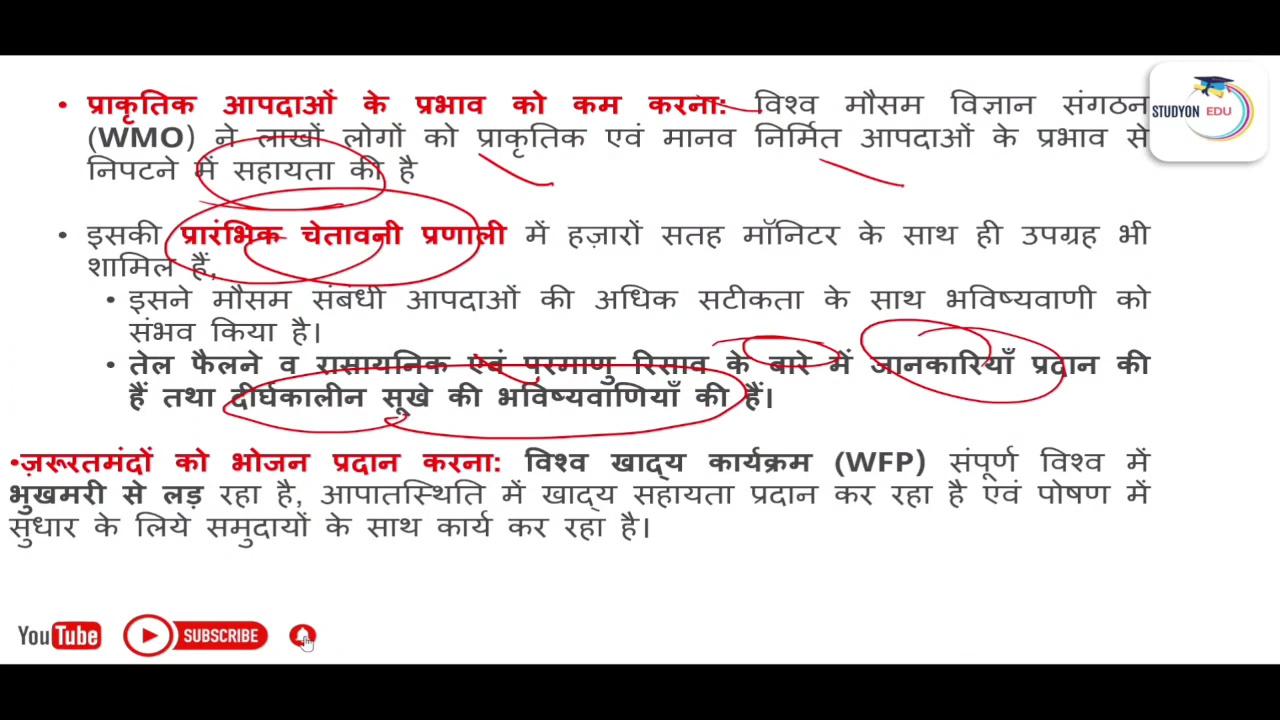 • प्राकृतिक आपदाओं के प्रभाव को कम करना: विश्व मौसम विज्ञान संगठन
(WMO) ने लाखों लोगों को प्राकृतिक एवं मानव निर्मित आपदाओं के प्रभाव से
निपटने में सहायता की है
STUDYON EDU
• इसकी प्रारंभिक चेतावनी प्रणाली में हज़ारों सतह मॉनिटर के साथ ही उपग्रह भी
शामिल हैं,
• इसने मौसम संबंधी आपदाओं की अधिक सटीकता के साथ भविष्यवाणी को
संभव किया है।
• तेल फैलने व रासायनिक एवं परमाणु रिसाव के बारे में जानकारियाँ प्रदान की
हैं तथा दीर्घकालीन सूखे की भविष्यवाणियाँ की हैं।
•ज़रूरतमंदों को भोजन प्रदान करना: विश्व खाद्य कार्यक्रम (WFP) संपूर्ण विश्व में
भुखमरी से लड़ रहा है, आपातस्थिति में खाद्य सहायता प्रदान कर रहा है एवं पोषण में
सुधार के लिये समुदायों के साथ कार्य कर रहा है।
YouTube SUBSCRIBE